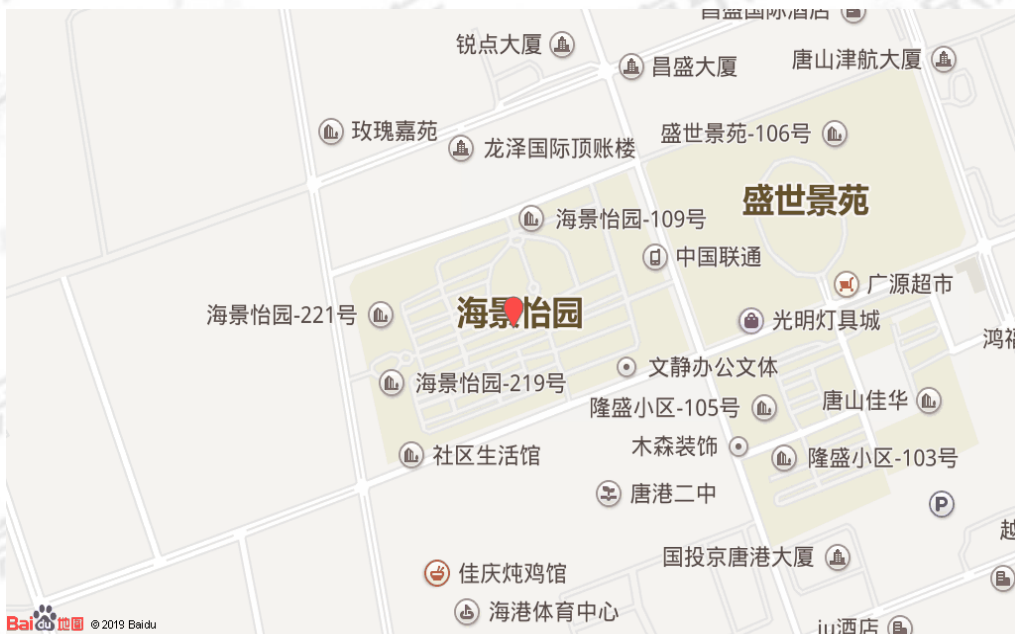 昌盛国际酒店
锐点大厦
昌盛大厦
唐山津航大厦
玫瑰嘉苑
龙泽国际顶账楼
盛世景苑-106号
盛世景苑
海景怡园-109号
中国联通
广源超市
海景怡园-221号
海景怡园
光明灯具城
鸿福
文静办公文体
海景怡园-219号
隆盛小区-105号
唐山佳华
木森装饰
社区生活馆
隆盛小区-103号
唐港二中
P
越
国投京唐港大厦
佳庆炖鸡馆
海港体育中心
ju酒店
Bai du 地图 © 2019 Baidu